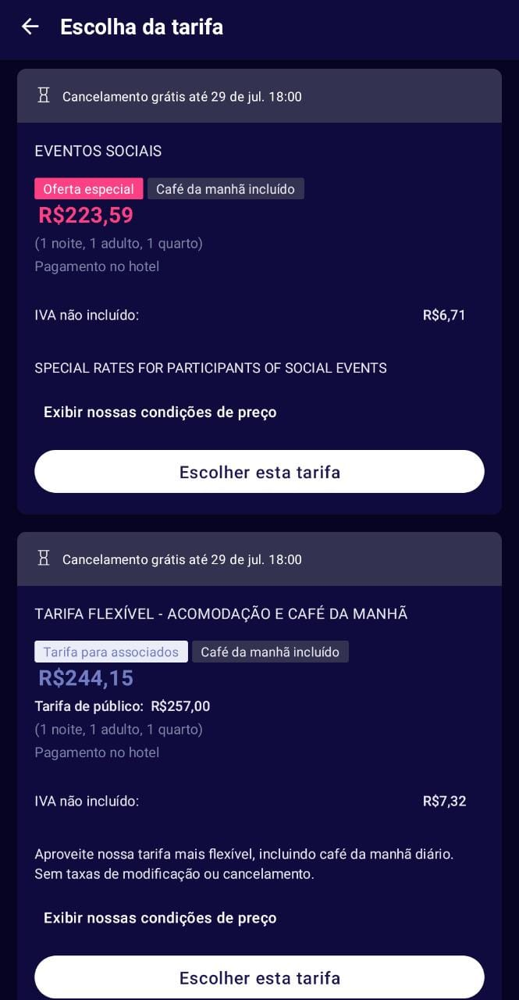 Escolha da tarifa
Cancelamento grátis até 29 de jul. 18:00
EVENTOS SOCIAIS
Oferta especial Café da manhã incluído
R$223,59
(1 noite, 1 adulto, 1 quarto)
Pagamento no hotel
IVA não incluído: R$6,71
SPECIAL RATES FOR PARTICIPANTS OF SOCIAL EVENTS
Exibir nossas condições de preço
Escolher esta tarifa
Cancelamento grátis até 29 de jul. 18:00
TARIFA FLEXÍVEL - ACOMODAÇÃO E CAFÉ DA MANHÃ
Tarifa para associados Café da manhã incluído
R$244,15
Tarifa de público: R$257,00
(1 noite, 1 adulto, 1 quarto)
Pagamento no hotel
IVA não incluído: R$7,32
Aproveite nossa tarifa mais flexível, incluindo café da manhã diário.
Sem taxas de modificação ou cancelamento.
Exibir nossas condições de preço
Escolher esta tarifa